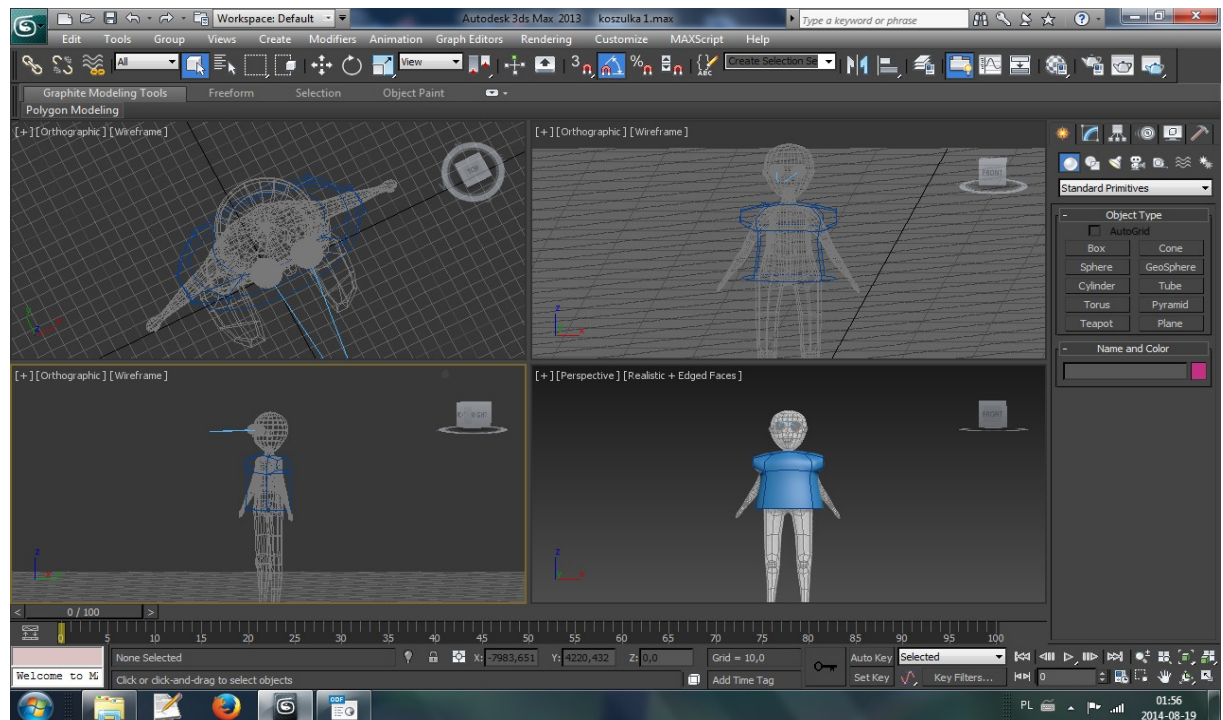 Workspace: Default
Autodesk 3ds Max 2013 koszulka 1.max
Type a keyword or phrase
Edit Tools Group Views Create Modifiers Animation Graph Editors Rendering Customize MAXScript Help
All
View
3
Create Selection Se
ABC
Graphite Modeling Tools Freeform Selection Object Paint
Polygon Modeling
[+][Orthographic][Wireframe]
TOP
[+][Orthographic][Wireframe]
FRONT
Standard Primitives
- Object Type
AutoGrid
Box Cone
Sphere GeoSphere
Cylinder Tube
Torus Pyramid
Teapot Plane
- Name and Color
z
x
[+][Orthographic][Wireframe]
RIGHT
[+][Perspective][Realistic + Edged Faces]
FRONT
z
z
x
< 0 / 100 >
0 5 10 15 20 25 30 35 40 45 50 55 60 65 70 75 80 85 90 95 100
None Selected X: -7983,651 Y: 4220,432 Z: 0,0 Grid = 10,0 Auto Key Selected
Welcome to M Click or click-and-drag to select objects Add Time Tag Set Key Key Filters... 0
ODF
PL 01:56
2014-08-19